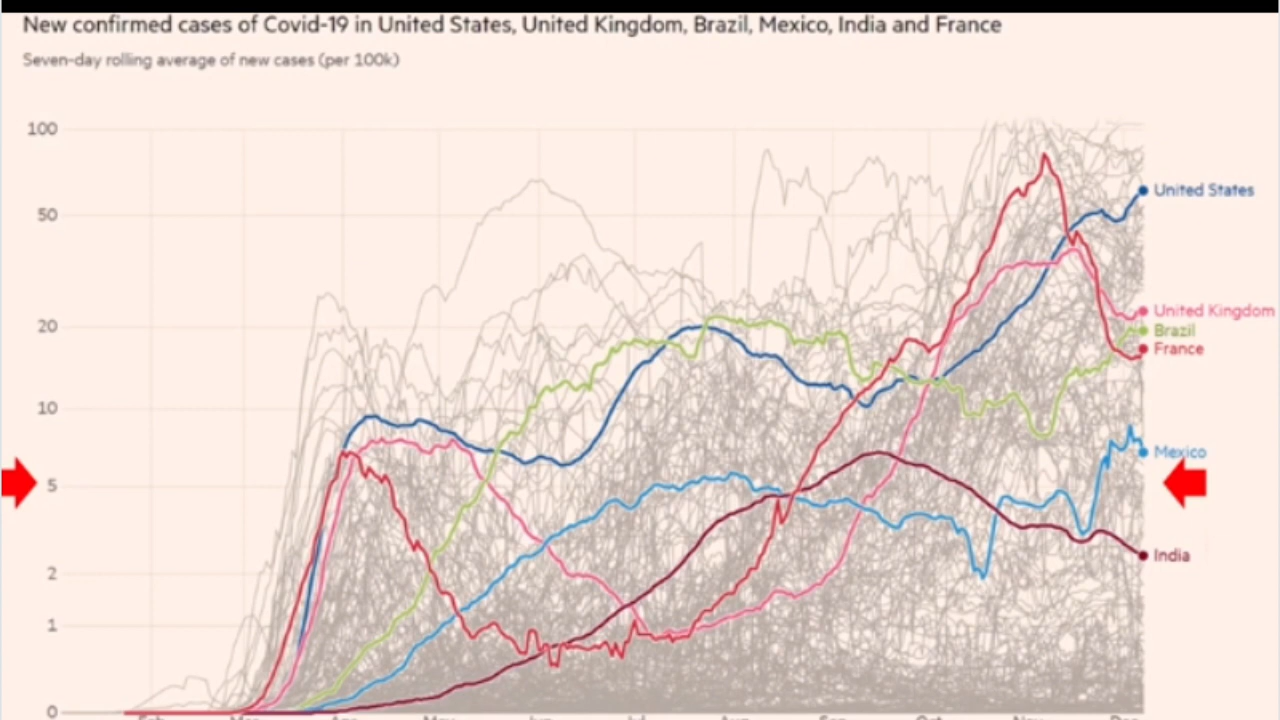 New confirmed cases of Covid-19 in United States, United Kingdom, Brazil, Mexico, India and France
Seven-day rolling average of new cases (per 100k)
100
50
20
10
5
2
1
0
United States
United Kingdom
Brazil
France
Mexico
India